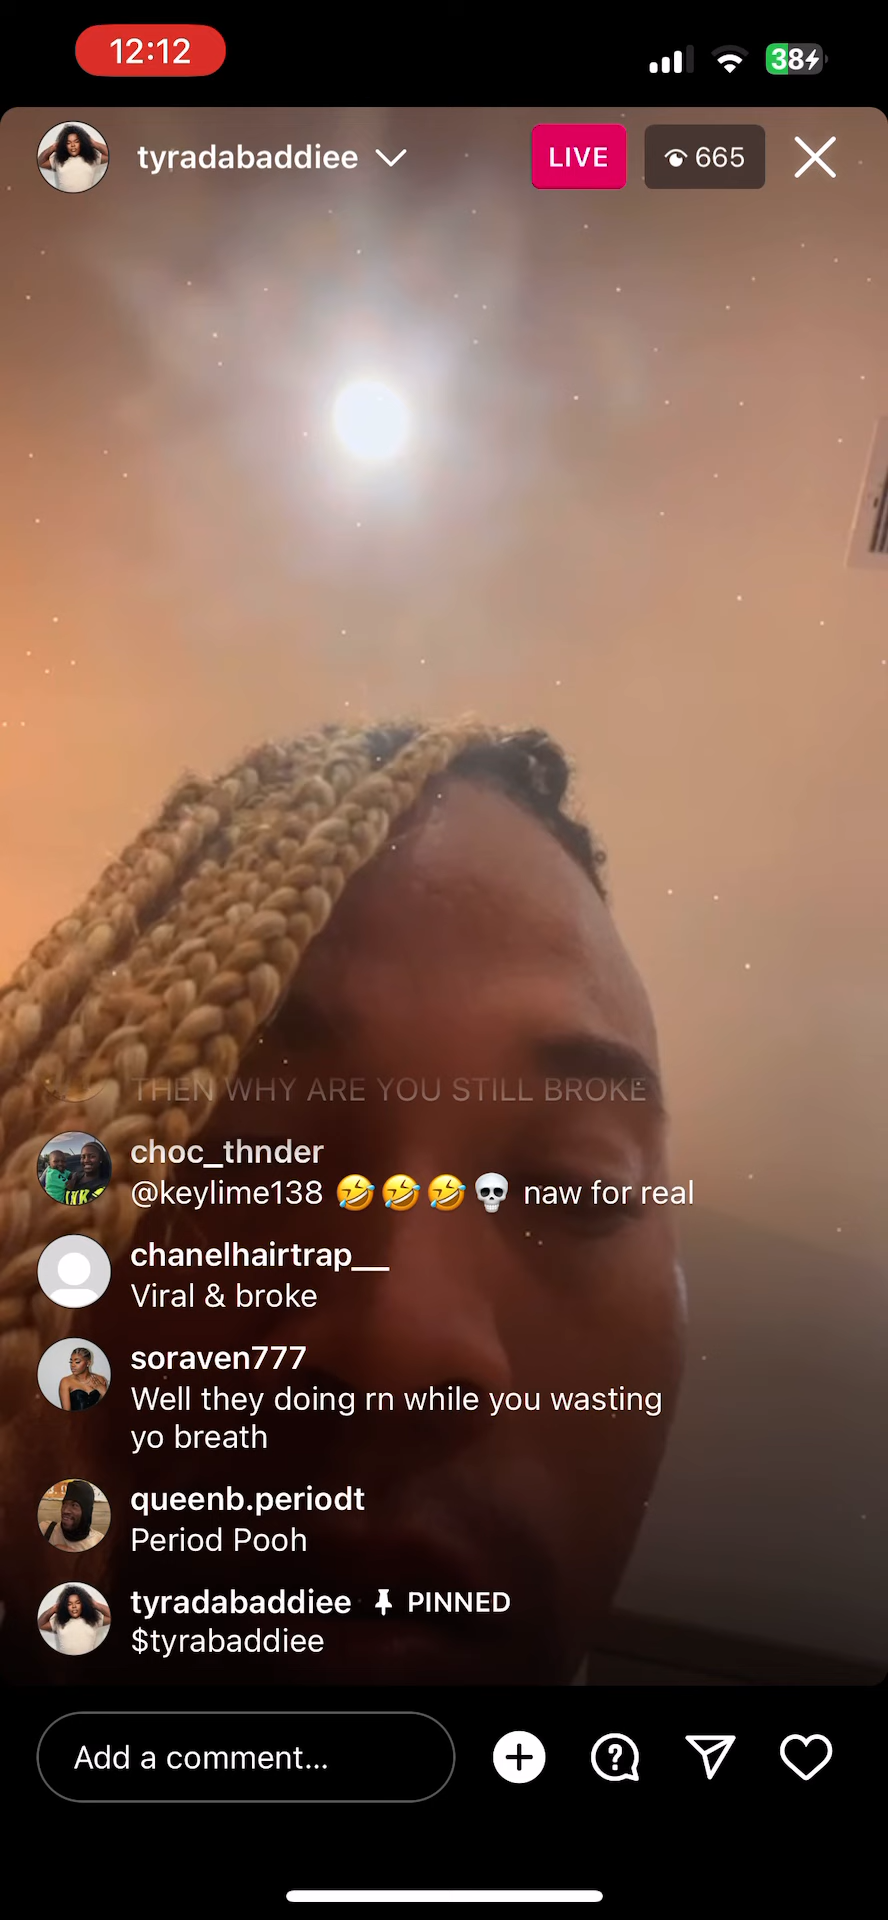 12:12
38
tyradabaddiee
LIVE
665
THEN WHY ARE YOU STILL BROKE
choc_thnder
@keylime138 🤣🤣🤣💀 naw for real
chanelhairtrap__
Viral & broke
soraven777
Well they doing rn while you wasting
yo breath
queenb.periodt
Period Pooh
tyradabaddiee PINNED
$tyrabaddiee
Add a comment...